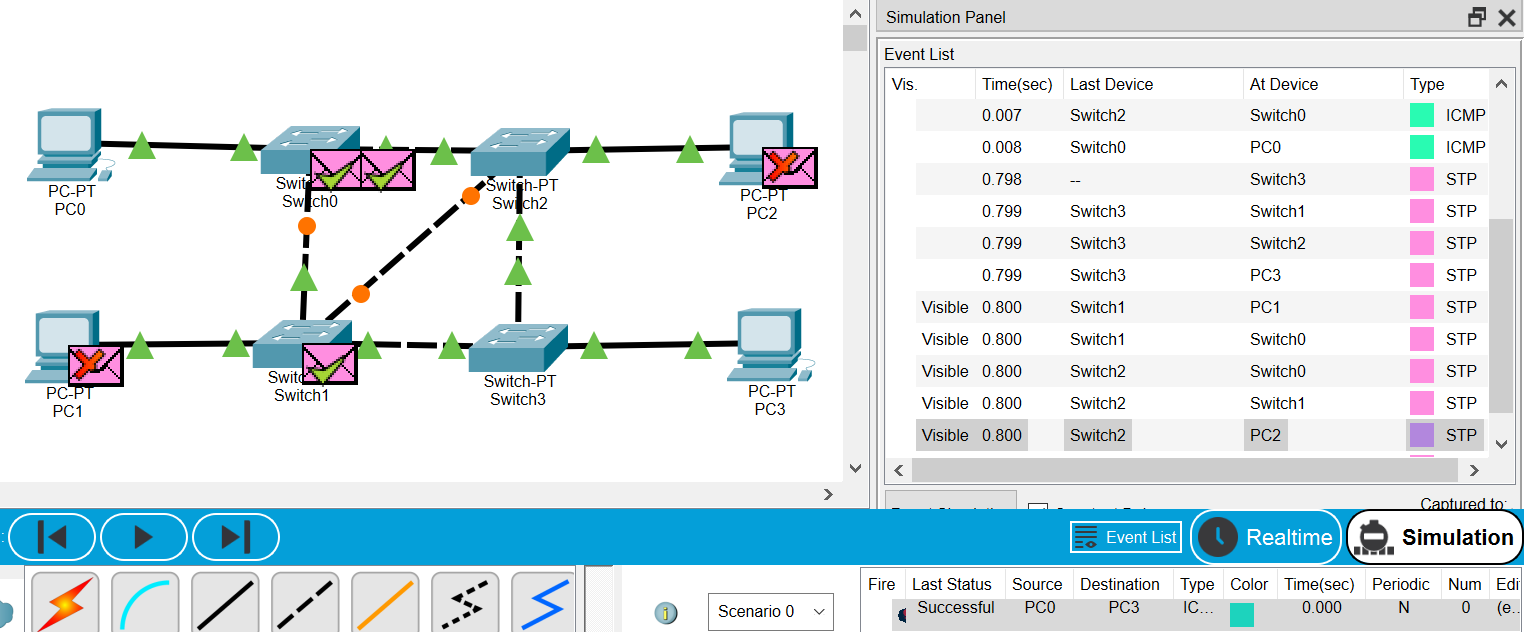 Simulation Panel
Event List
Vis. Time(sec) Last Device At Device Type
0.007 Switch2 Switch0 ICMP
0.008 Switch0 PC0 ICMP
0.798 -- Switch3 STP
0.799 Switch3 Switch1 STP
0.799 Switch3 Switch2 STP
0.799 Switch3 PC3 STP
Visible 0.800 Switch1 PC1 STP
Visible 0.800 Switch1 Switch0 STP
Visible 0.800 Switch2 Switch0 STP
Visible 0.800 Switch2 Switch1 STP
Visible 0.800 Switch2 PC2 STP
Captured to:
PC-PT
PC0
Switch0
Switch-PT
Switch2
PC-PT
PC2
PC-PT
PC1
Switch1
Switch-PT
Switch3
PC-PT
PC3
Event List
Realtime
Simulation
Scenario 0
Fire Last Status Source Destination Type Color Time(sec) Periodic Num Edi
Successful PC0 PC3 IC... 0.000 N 0 (e..